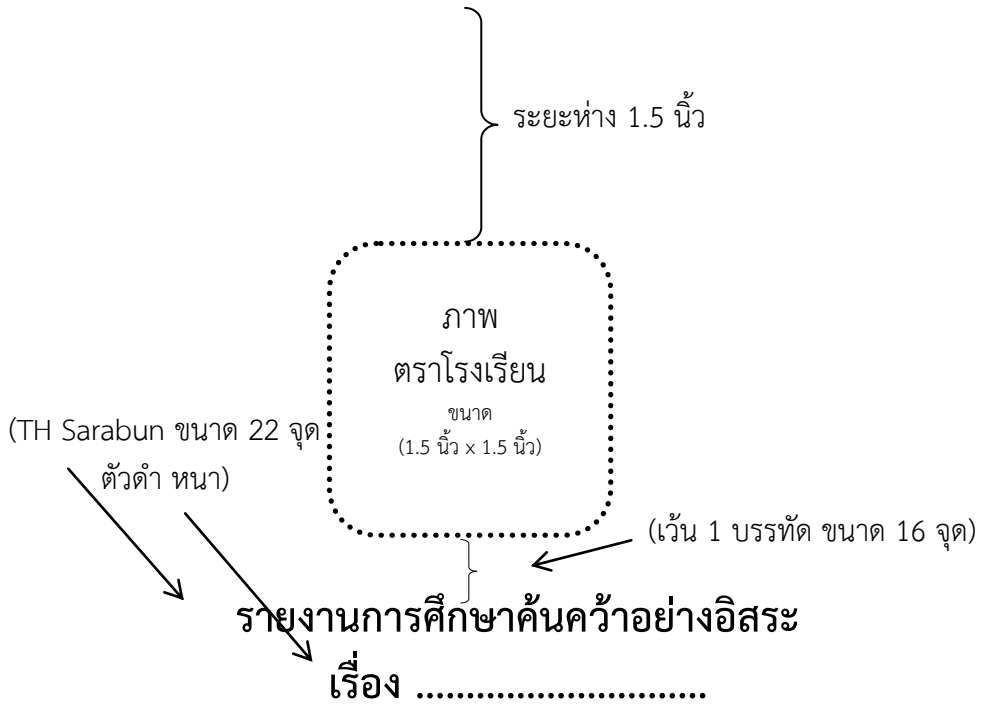 ระยะห่าง 1.5 นิ้ว
ภาพ
ตราโรงเรียน
ขนาด
(1.5 นิ้ว x 1.5 นิ้ว)
(TH Sarabun ขนาด 22 จุด
ตัวดำ หนา)
(เว้น 1 บรรทัด ขนาด 16 จุด)
รายงานการศึกษาค้นคว้าอย่างอิสระ
เรื่อง .............................